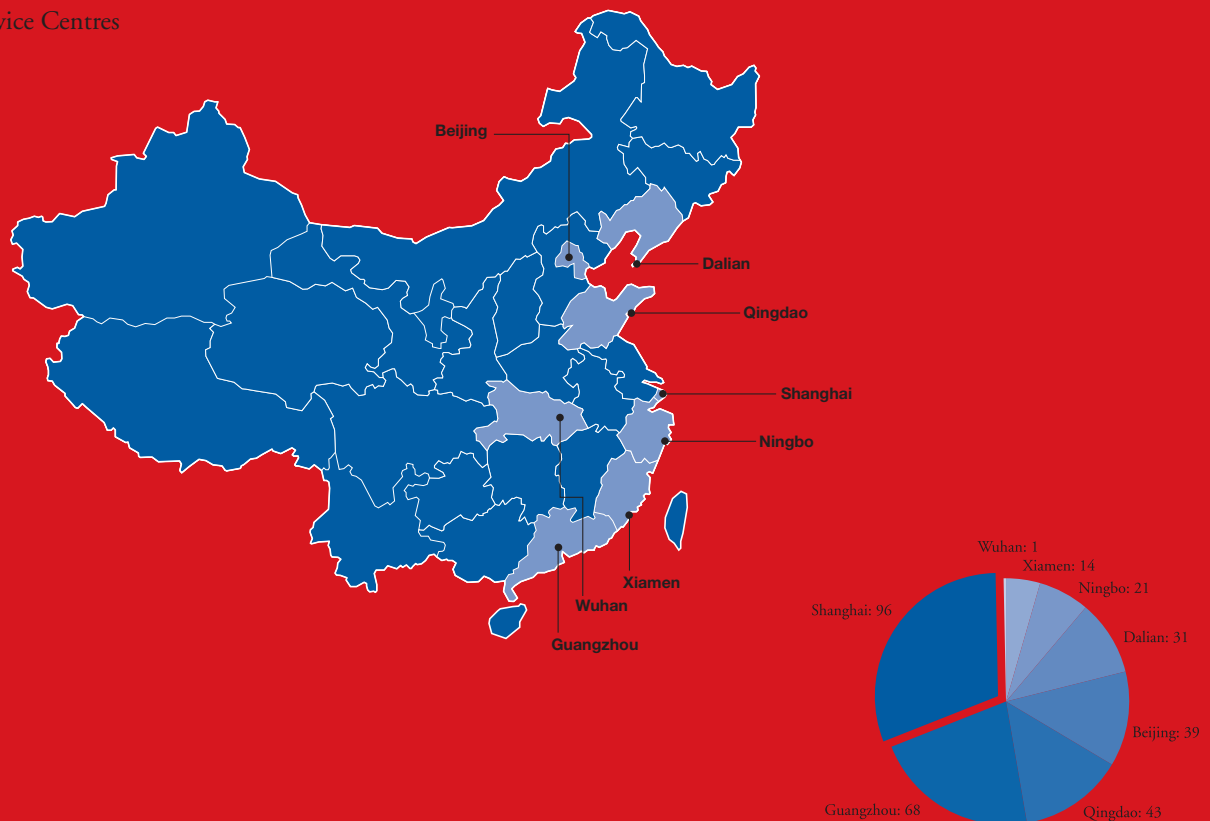 vice Centres
Beijing
Dalian
Qingdao
Shanghai
Ningbo
Xiamen
Wuhan
Guangzhou
Wuhan: 1
Xiamen: 14
Ningbo: 21
Shanghai: 96
Dalian: 31
Beijing: 39
Guangzhou: 68
Qingdao: 43